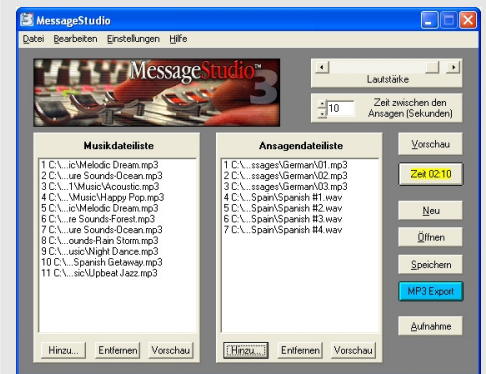 MessageStudio
Datei Bearbeiten Einstellungen Hilfe
MessageStudio™
3
Lautstärke
10
Zeit zwischen den
Ansagen (Sekunden)
Musikdateiliste
1 C:\...ic\Melodic Dream.mp3
2 C:\...ure Sounds-Ocean.mp3
3 C:\...1\Music\Acoustic.mp3
4 C:\...\Music\Happy Pop.mp3
5 C:\...ic\Melodic Dream.mp3
6 C:\...re Sounds-Forest.mp3
7 C:\...ure Sounds-Ocean.mp3
8 C:\...ounds-Rain Storm.mp3
9 C:\...usic\Night Dance.mp3
10 C:\...Spanish Getaway.mp3
11 C:\...sic\Upbeat Jazz.mp3
Hinzu... Entfernen Vorschau
Ansagendateiliste
1 C:\...ssages\German\01.mp3
2 C:\...ssages\German\02.mp3
3 C:\...ssages\German\03.mp3
4 C:\...Spain\Spanish #1.wav
5 C:\...Spain\Spanish #2.wav
6 C:\...Spain\Spanish #3.wav
7 C:\...Spain\Spanish #4.wav
Hinzu... Entfernen Vorschau
Vorschau
Zeit 02:10
Neu
Öffnen
Speichern
MP3 Export
Aufnahme